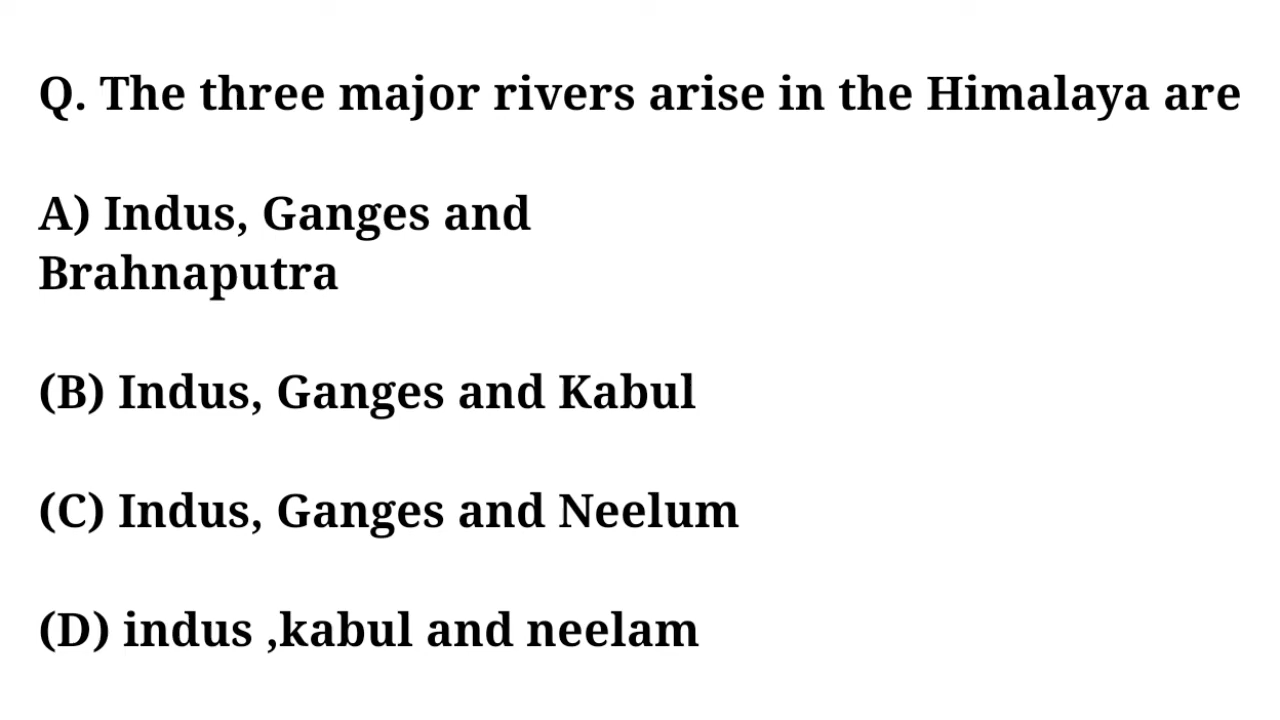 Q. The three major rivers arise in the Himalaya are
A) Indus, Ganges and
Brahnaputra
(B) Indus, Ganges and Kabul
(C) Indus, Ganges and Neelum
(D) indus ,kabul and neelam